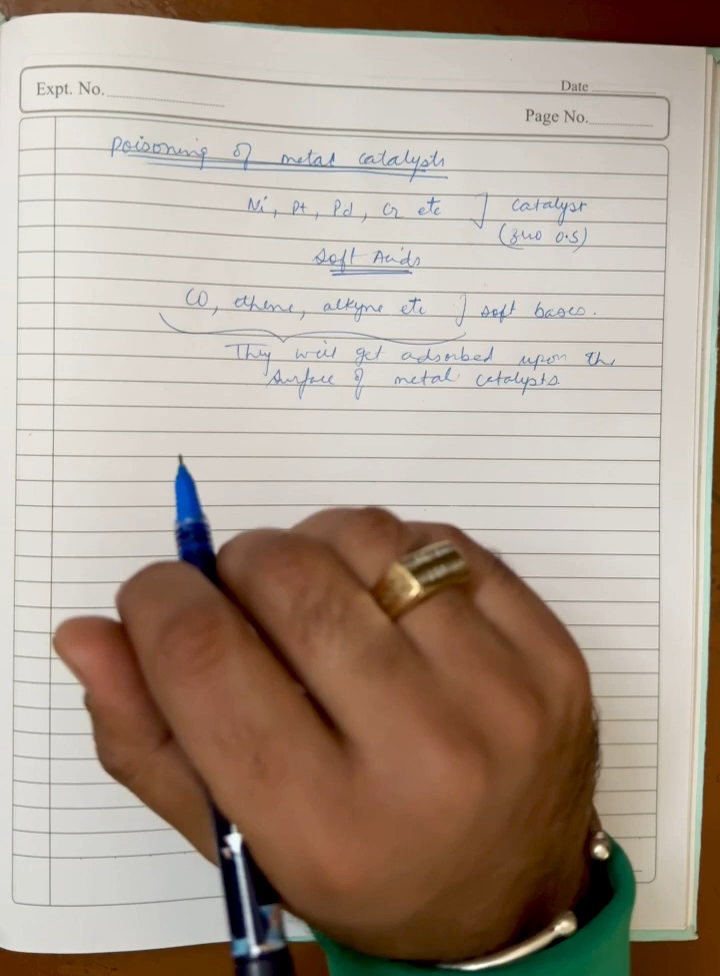 Expt. No.
Date
Page No.
Poisoning of metal catalysts
Ni, Pt, Pd, Cr etc ] catalyst
(zero o.s)
Soft Acids
CO, ethene, alkyne etc ] soft bases.
They will get adsorbed upon the
surface of metal catalysts